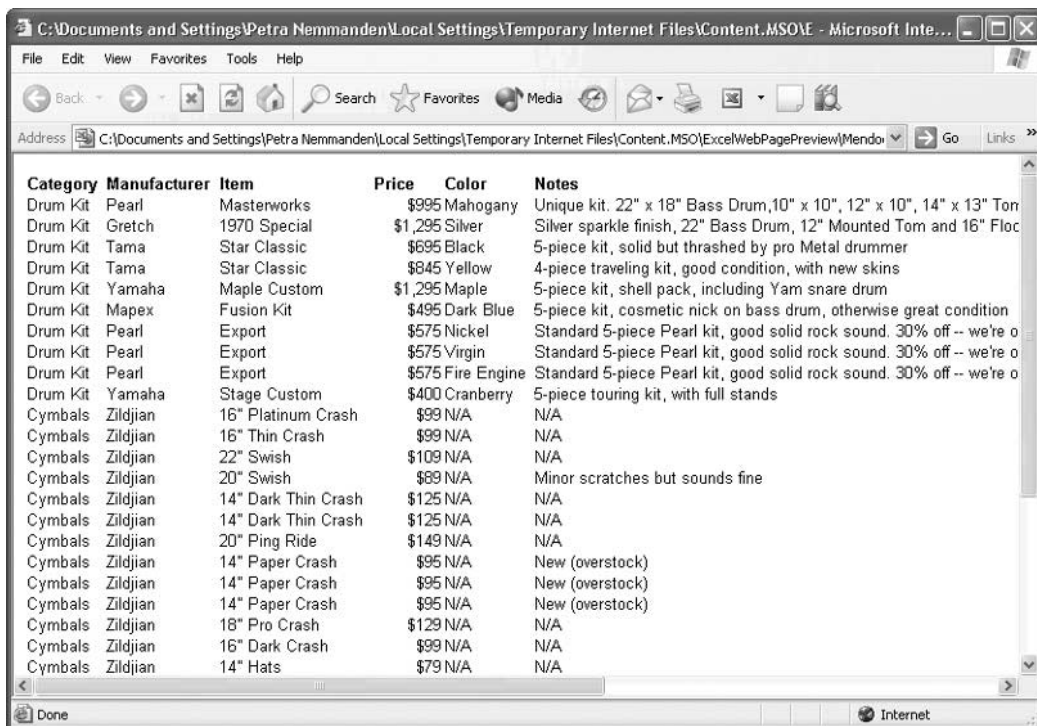 C:\Documents and Settings\Petra Nemmanden\Local Settings\Temporary Internet Files\Content.MSO\E - Microsoft Inte...
File Edit View Favorites Tools Help
Back Search Favorites Media
Address C:\Documents and Settings\Petra Nemmanden\Local Settings\Temporary Internet Files\Content.MSO\ExcelWebPagePreview\Mendo Go Links »
Category Manufacturer Item Price Color Notes
Drum Kit Pearl Masterworks $995 Mahogany Unique kit. 22" x 18" Bass Drum,10" x 10", 12" x 10", 14" x 13" Tom
Drum Kit Gretch 1970 Special $1,295 Silver Silver sparkle finish, 22" Bass Drum, 12" Mounted Tom and 16" Floo
Drum Kit Tama Star Classic $695 Black 5-piece kit, solid but thrashed by pro Metal drummer
Drum Kit Tama Star Classic $845 Yellow 4-piece traveling kit, good condition, with new skins
Drum Kit Yamaha Maple Custom $1,295 Maple 5-piece kit, shell pack, including Yam snare drum
Drum Kit Mapex Fusion Kit $495 Dark Blue 5-piece kit, cosmetic nick on bass drum, otherwise great condition
Drum Kit Pearl Export $575 Nickel Standard 5-piece Pearl kit, good solid rock sound. 30% off -- we're o
Drum Kit Pearl Export $575 Virgin Standard 5-piece Pearl kit, good solid rock sound. 30% off -- we're o
Drum Kit Pearl Export $575 Fire Engine Standard 5-piece Pearl kit, good solid rock sound. 30% off -- we're o
Drum Kit Yamaha Stage Custom $400 Cranberry 5-piece touring kit, with full stands
Cymbals Zildjian 16" Platinum Crash $99 N/A N/A
Cymbals Zildjian 16" Thin Crash $99 N/A N/A
Cymbals Zildjian 22" Swish $109 N/A N/A
Cymbals Zildjian 20" Swish $89 N/A Minor scratches but sounds fine
Cymbals Zildjian 14" Dark Thin Crash $125 N/A N/A
Cymbals Zildjian 14" Dark Thin Crash $125 N/A N/A
Cymbals Zildjian 20" Ping Ride $149 N/A N/A
Cymbals Zildjian 14" Paper Crash $95 N/A New (overstock)
Cymbals Zildjian 14" Paper Crash $95 N/A New (overstock)
Cymbals Zildjian 14" Paper Crash $95 N/A New (overstock)
Cymbals Zildjian 18" Pro Crash $129 N/A N/A
Cymbals Zildjian 16" Dark Crash $99 N/A N/A
Cymbals Zildjian 14" Hats $79 N/A N/A
Done Internet